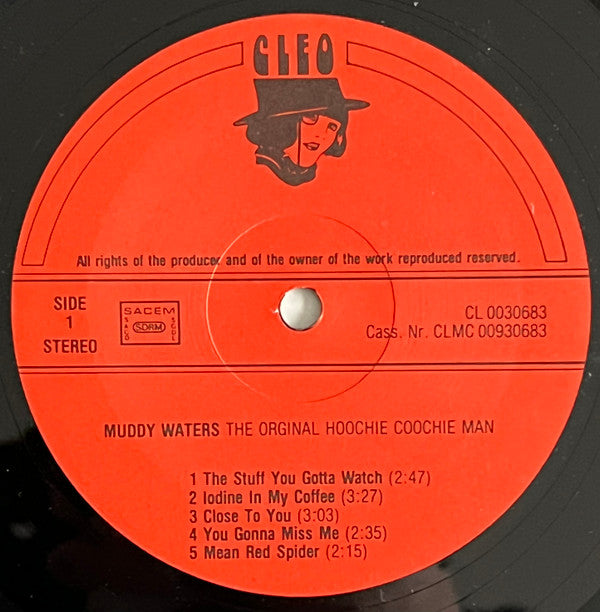 CLEO
All rights of the producer and of the owner of the work reproduced reserved.
SIDE
1
STEREO
SACEM
SACD
SDRM
SGDL
CL 0030683
Cass. Nr. CLMC 00930683
MUDDY WATERS THE ORGINAL HOOCHIE COOCHIE MAN
1 The Stuff You Gotta Watch (2:47)
2 Iodine In My Coffee (3:27)
3 Close To You (3:03)
4 You Gonna Miss Me (2:35)
5 Mean Red Spider (2:15)